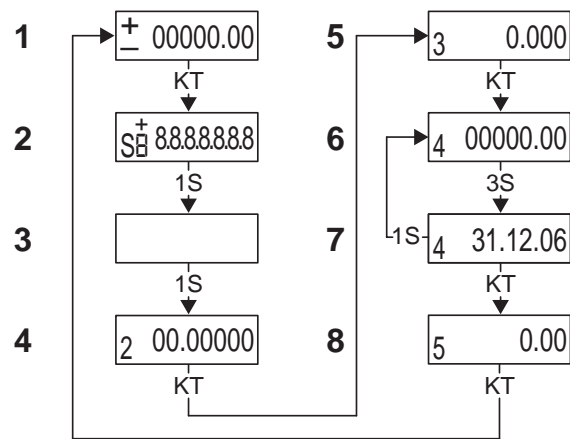 1
+
– 00000.00
KT
2
S8 + 8.8.8.8.8.8.8
1S
3
1S
4
2 00.00000
KT
5
3 0.000
KT
6
4 00000.00
3S
7
1S
4 31.12.06
KT
8
5 0.00
KT